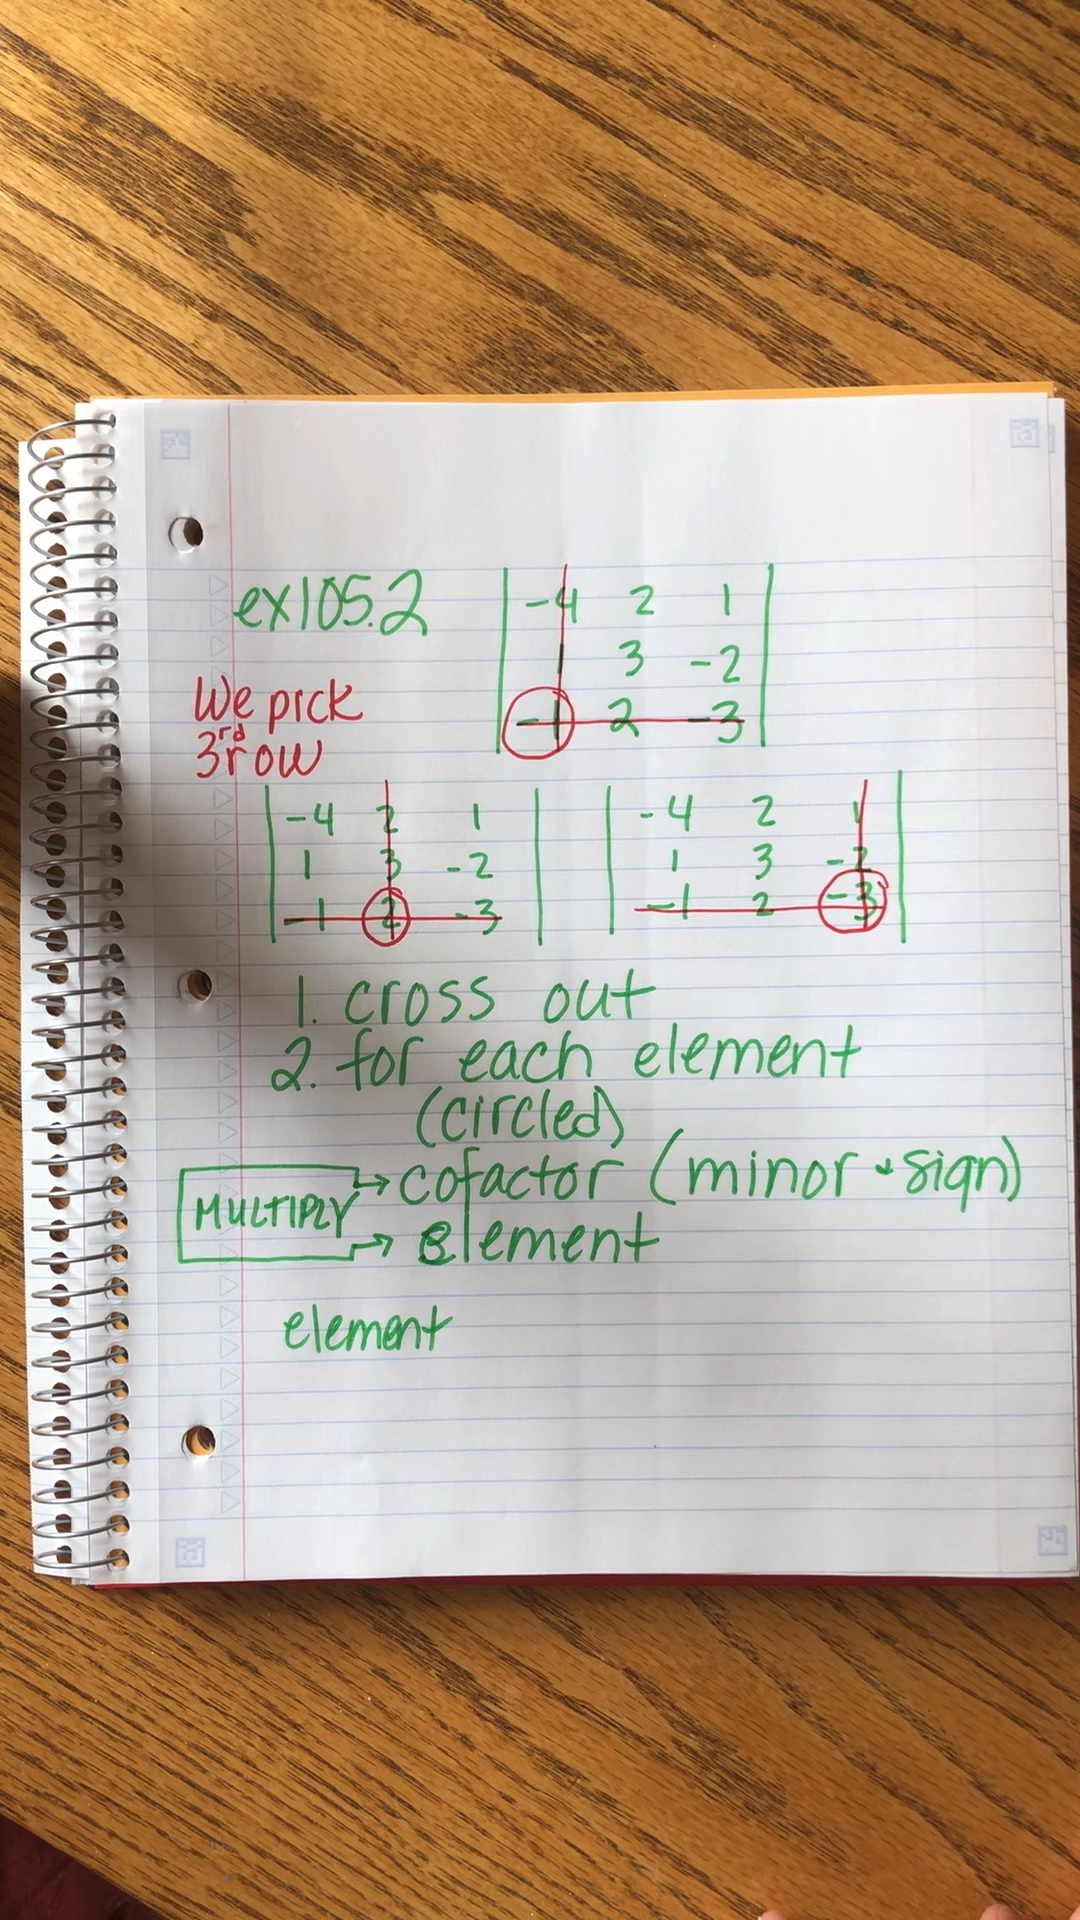 ex105.2
-4 2 1
1 3 -2
-1 2 -3
We pick
3rd row
-4 2 1
1 3 -2
-1 2 -3
-4 2 1
1 3 -2
-1 2 -3
1. cross out
2. for each element
(circled)
MULTIPLY → cofactor (minor · sign)
→ element
element